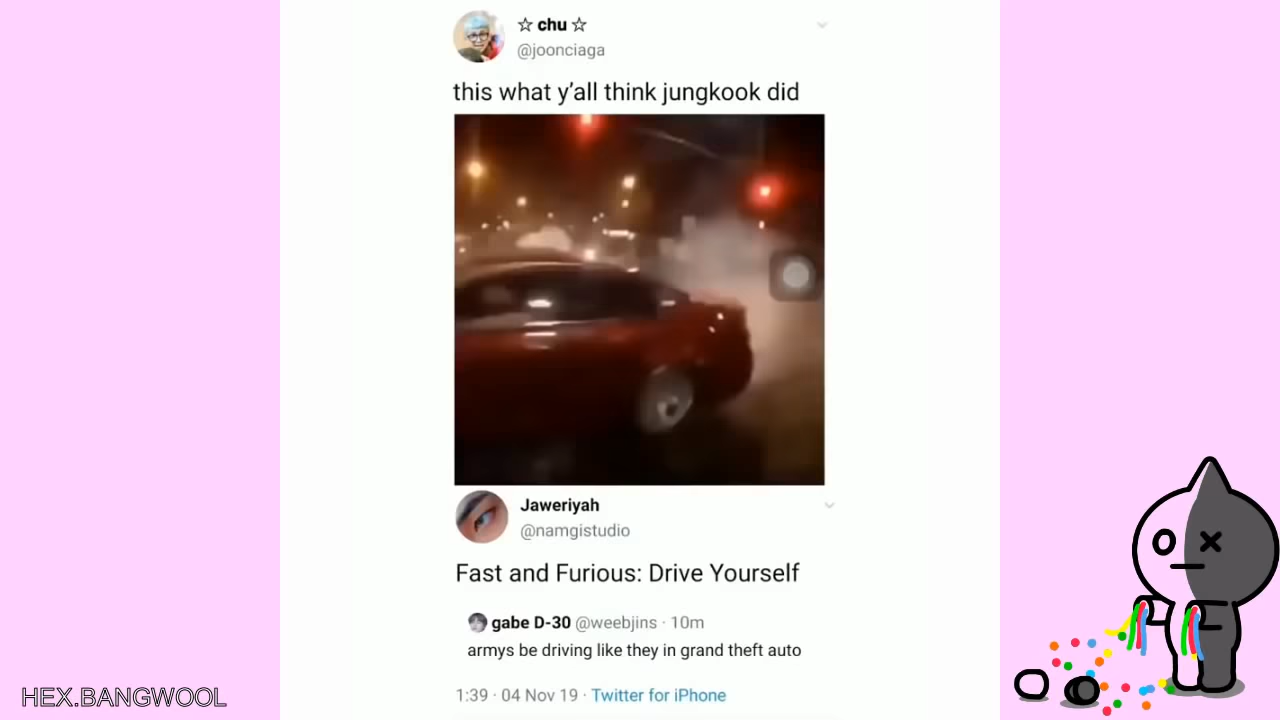 ☆ chu ☆
@joonciaga
this what y’all think jungkook did
Jaweriyah
@namgistudio
Fast and Furious: Drive Yourself
gabe D-30 @weebjins · 10m
armys be driving like they in grand theft auto
1:39 · 04 Nov 19 · Twitter for iPhone
HEX.BANGWOOL